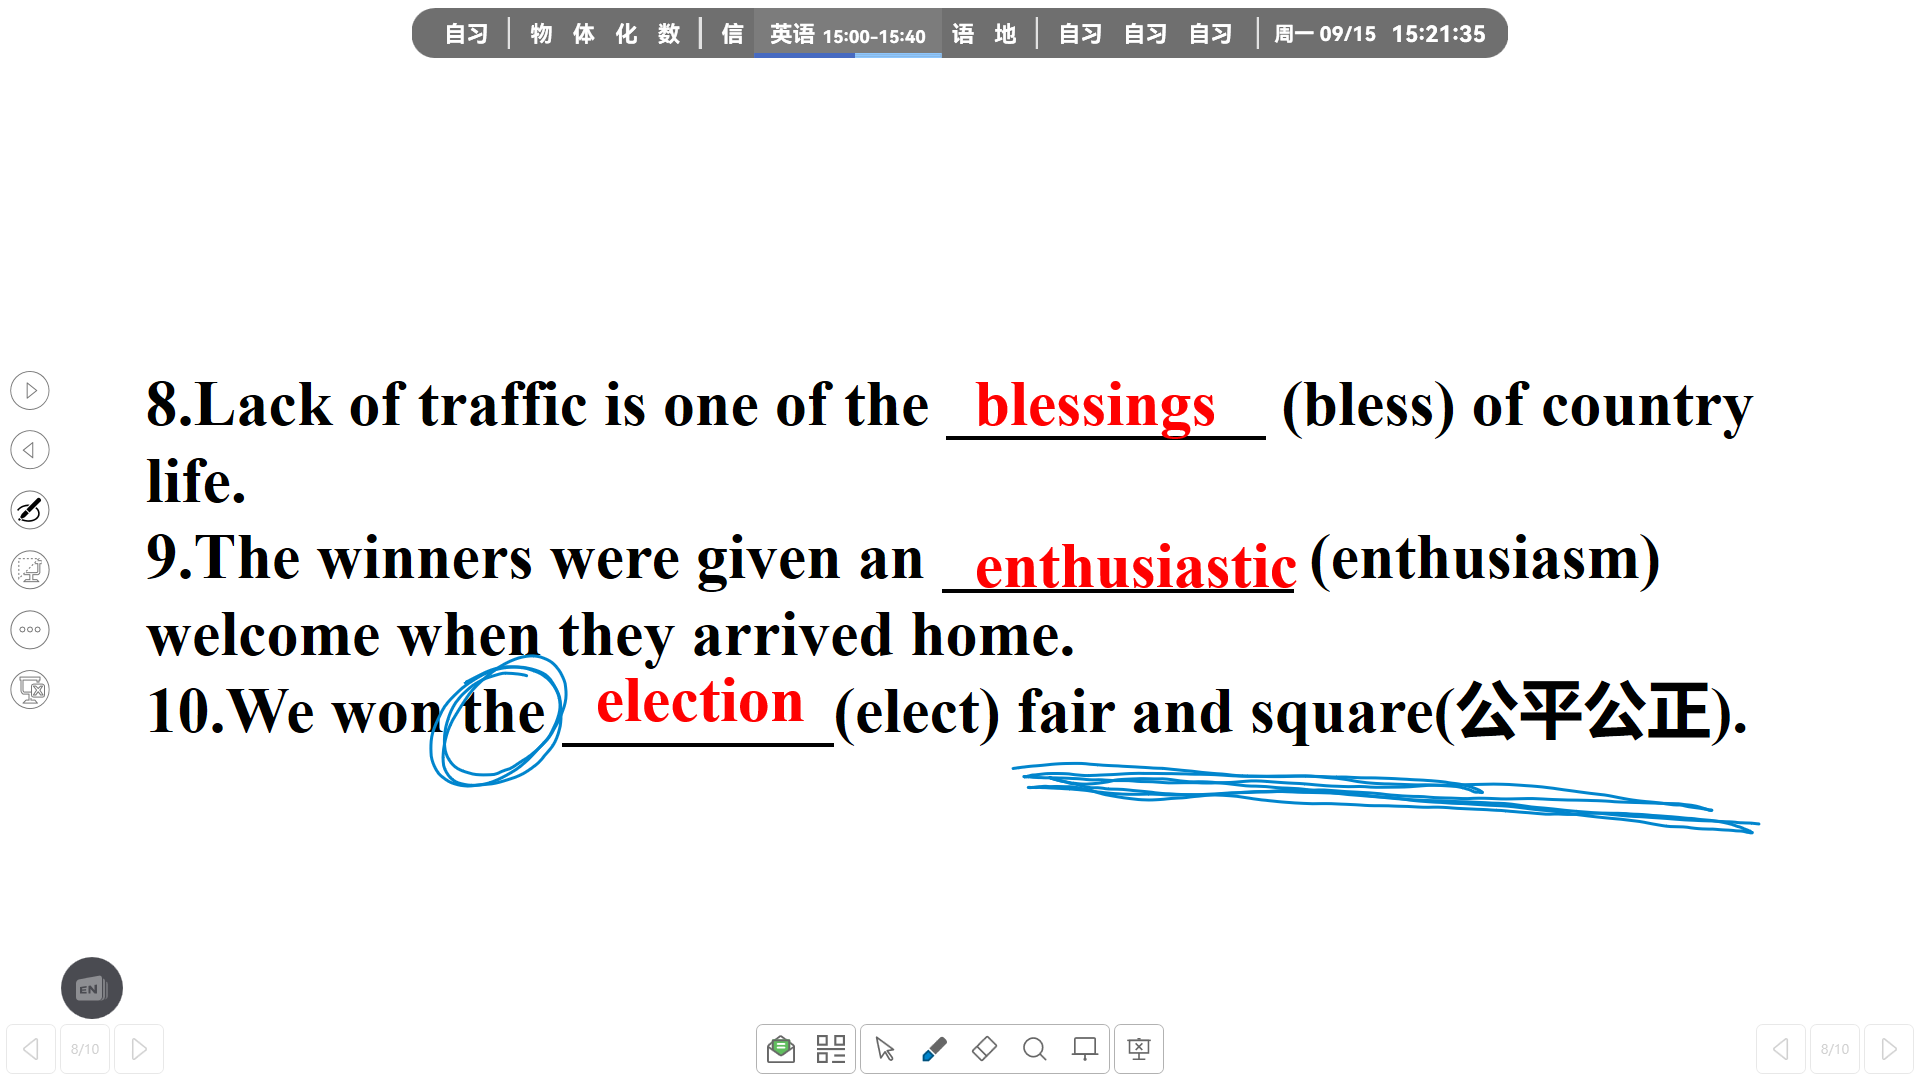 自习 物 体 化 数 信 英语 15:00-15:40 语 地 自习 自习 自习 周一 09/15 15:21:35
8.Lack of traffic is one of the blessings (bless) of country
life.
9.The winners were given an enthusiastic (enthusiasm)
welcome when they arrived home.
10.We won the election (elect) fair and square(公平公正).
EN
8/10 8/10